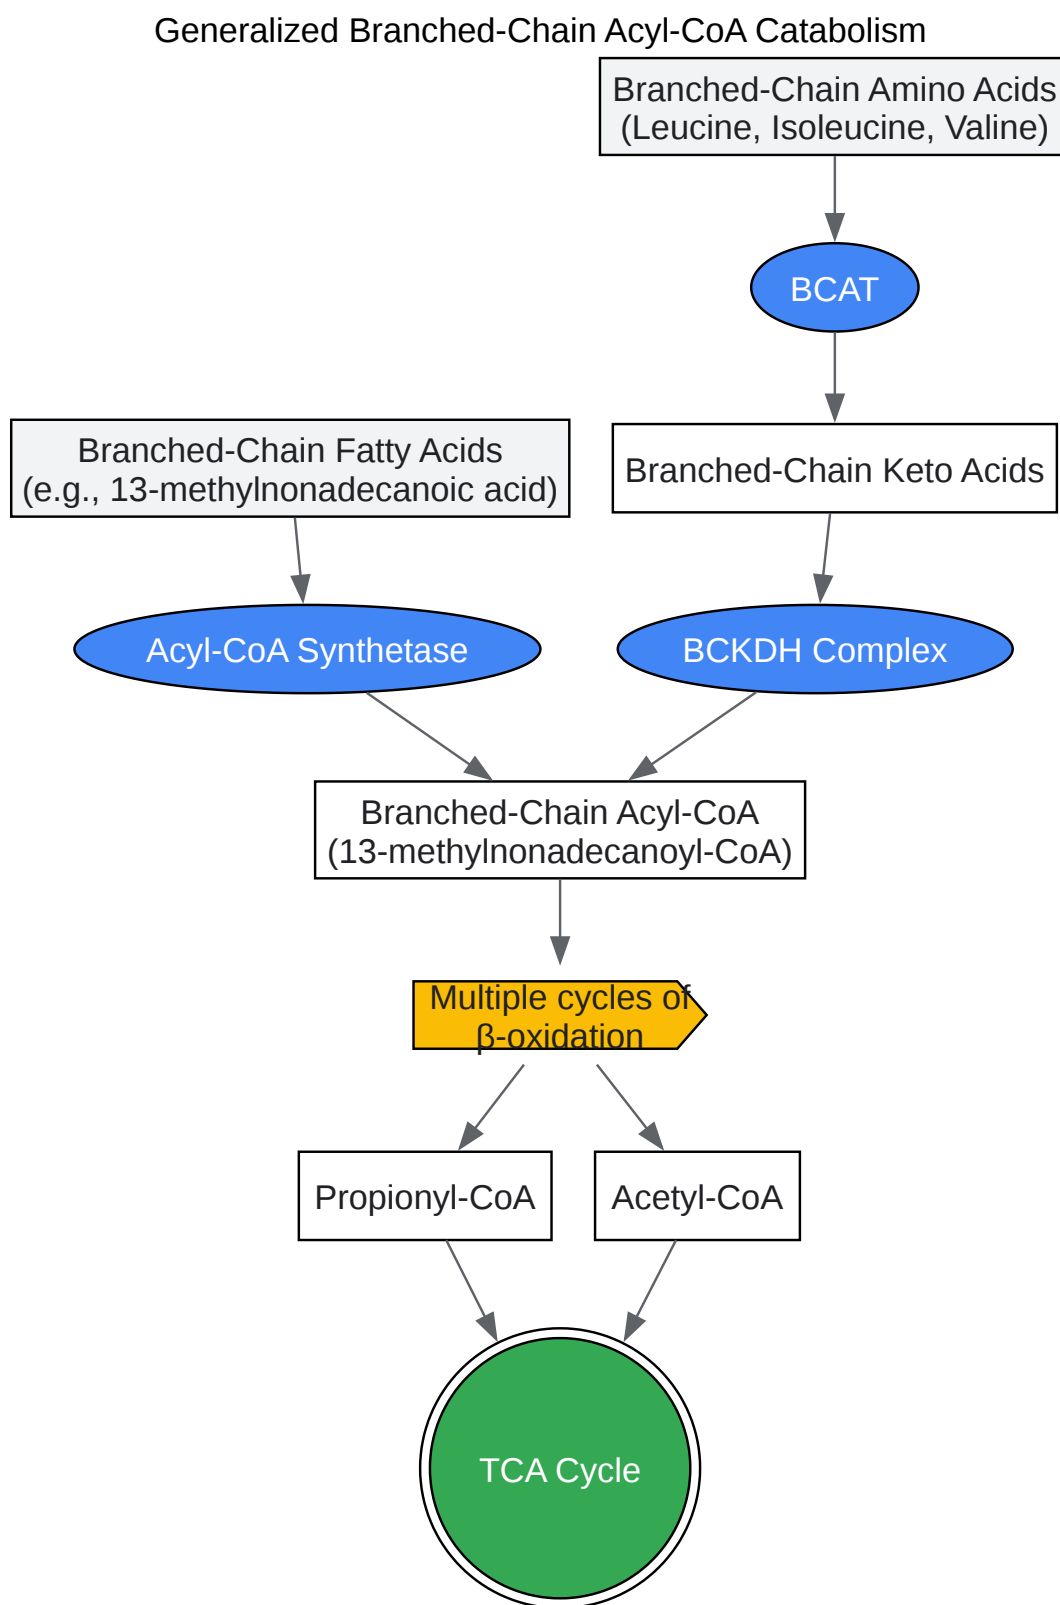 Generalized Branched-Chain Acyl-CoA Catabolism
Branched-Chain Amino Acids
(Leucine, Isoleucine, Valine)
BCAT
Branched-Chain Fatty Acids
(e.g., 13-methylnonadecanoic acid)
Branched-Chain Keto Acids
Acyl-CoA Synthetase
BCKDH Complex
Branched-Chain Acyl-CoA
(13-methylnonadecanoyl-CoA)
Multiple cycles of
β-oxidation
Propionyl-CoA
Acetyl-CoA
TCA Cycle